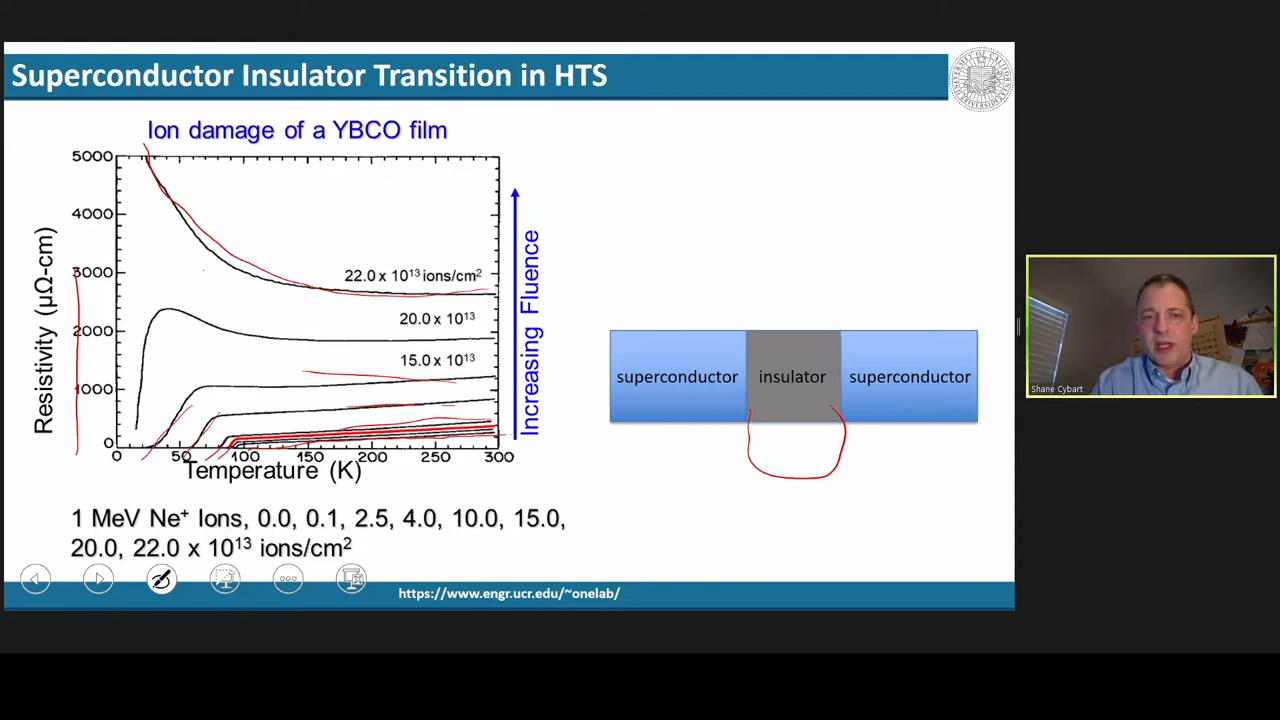 Superconductor Insulator Transition in HTS
Ion damage of a YBCO film
5000
4000
3000
2000
1000
0
Resistivity (μΩ-cm)
22.0 x 10¹³ ions/cm²
20.0 x 10¹³
15.0 x 10¹³
Increasing Fluence
0 50 100 150 200 250 300
Temperature (K)
superconductor insulator superconductor
1 MeV Ne⁺ Ions, 0.0, 0.1, 2.5, 4.0, 10.0, 15.0,
20.0, 22.0 x 10¹³ ions/cm²
https://www.engr.ucr.edu/~onelab/
Shane Cybart